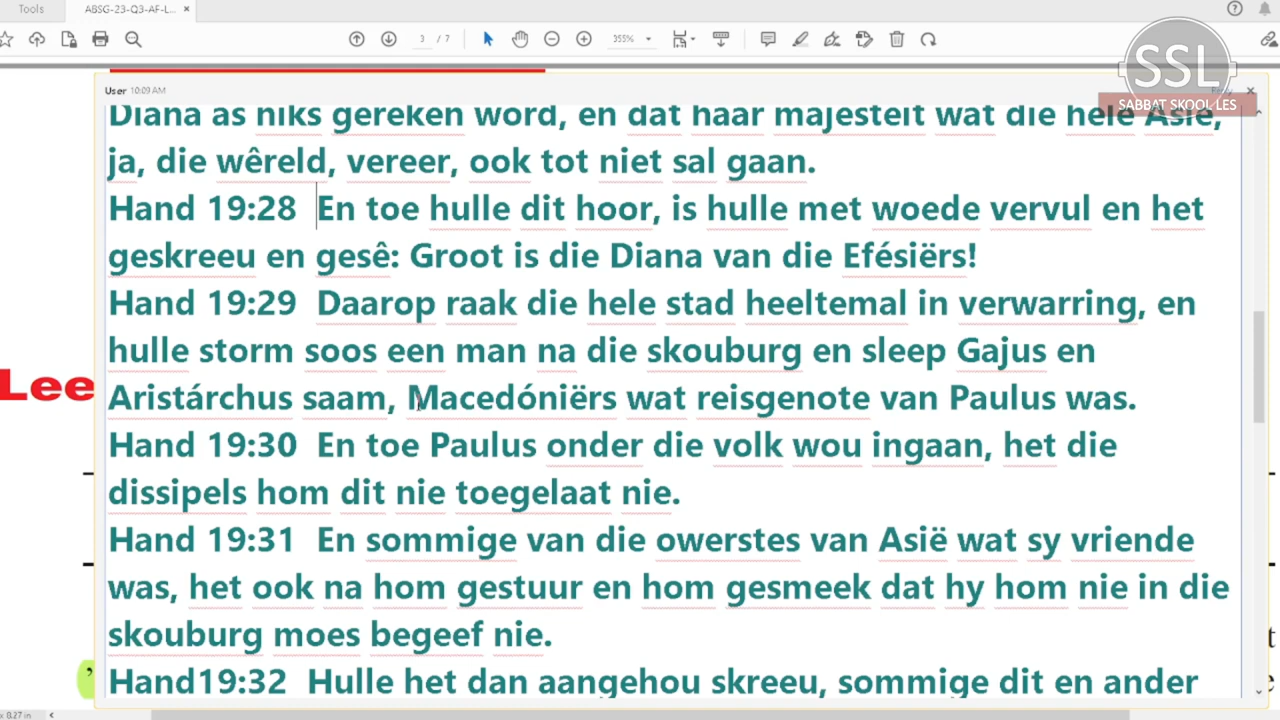 Tools
ABSG-23-Q3-AF-L...
3 / 7
355%
SSL
SABBAT SKOOL LES
User 10:09 AM
Diana as niks gereken word, en dat haar majesteit wat die hele Asië,
ja, die wêreld, vereer, ook tot niet sal gaan.
Hand 19:28 En toe hulle dit hoor, is hulle met woede vervul en het
geskreeu en gesê: Groot is die Diana van die Efésiërs!
Hand 19:29 Daarop raak die hele stad heeltemal in verwarring, en
hulle storm soos een man na die skouburg en sleep Gajus en
Lee
Aristárchus saam, Macedóniërs wat reisgenote van Paulus was.
Hand 19:30 En toe Paulus onder die volk wou ingaan, het die
dissipels hom dit nie toegelaat nie.
Hand 19:31 En sommige van die owerstes van Asië wat sy vriende
was, het ook na hom gestuur en hom gesmeek dat hy hom nie in die
skouburg moes begeef nie.
Hand19:32 Hulle het dan aangehou skreeu, sommige dit en ander
x 8.27 in